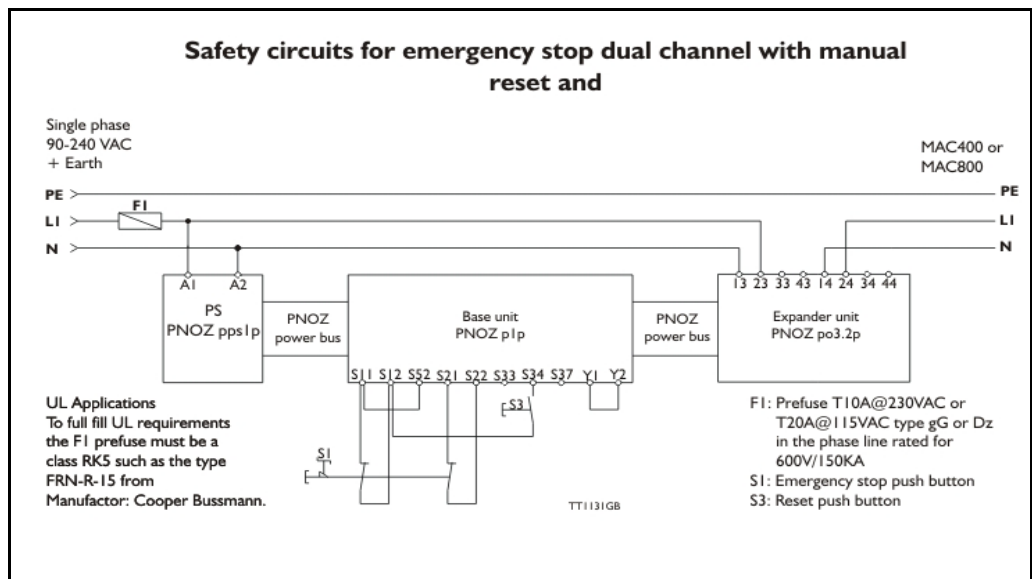 Safety circuits for emergency stop dual channel with manual
reset and
Single phase
90-240 VAC
+ Earth
MAC400 or
MAC800
PE
PE
F1
L1
L1
N
N
A1 A2
13 23 33 43 14 24 34 44
PS
PNOZ pps1p
PNOZ
power bus
Base unit
PNOZ p1p
PNOZ
power bus
Expander unit
PNOZ po3.2p
S11 S12 S52 S21 S22 S33 S34 S37 Y1 Y2
S3
S1
UL Applications
To full fill UL requirements
the F1 prefuse must be a
class RK5 such as the type
FRN-R-15 from
Manufactor: Cooper Bussmann.
TT1131GB
F1: Prefuse T10A@230VAC or
T20A@115VAC type gG or Dz
in the phase line rated for
600V/150KA
S1: Emergency stop push button
S3: Reset push button